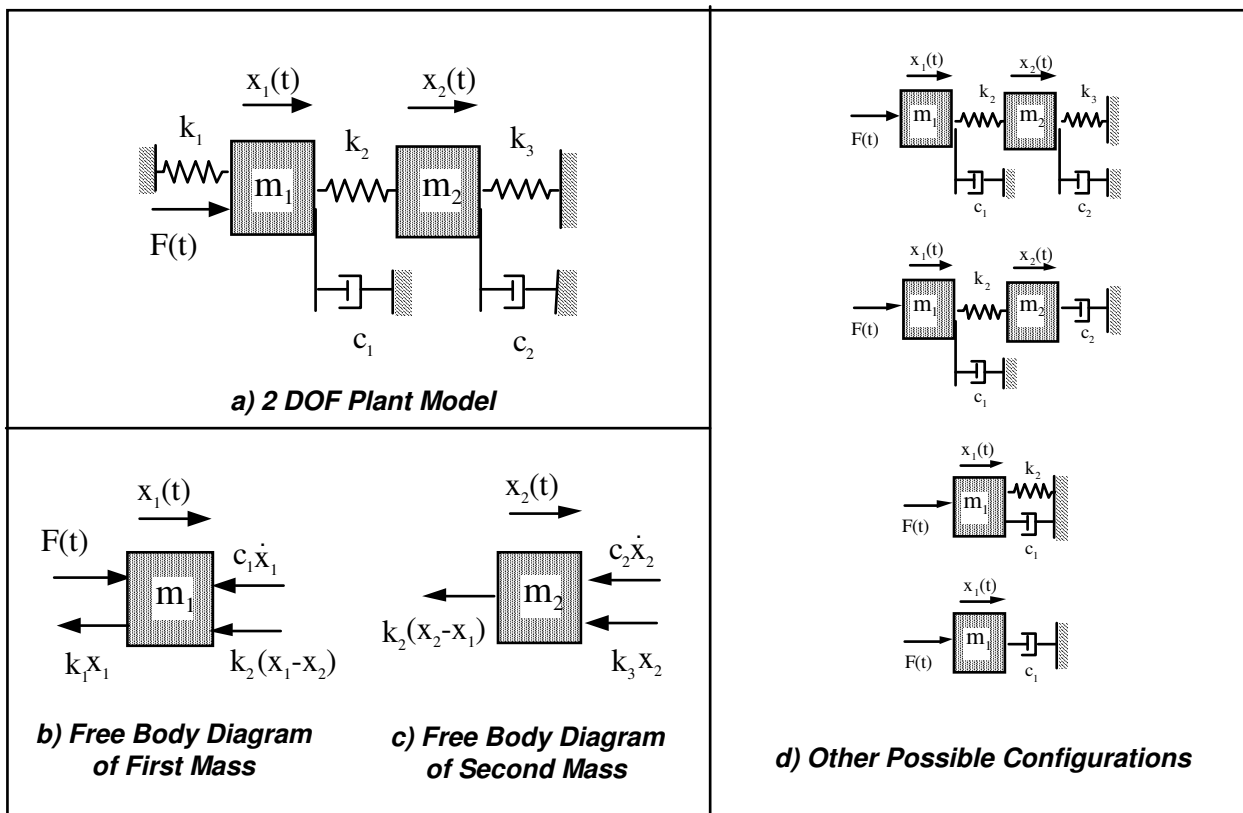 x₁(t) x₂(t)
k₁ k₂ k₃
m₁ m₂
F(t)
c₁ c₂
a) 2 DOF Plant Model
x₁(t)
F(t) c₁ẋ₁
m₁
k₁x₁ k₂(x₁-x₂)
b) Free Body Diagram
of First Mass
x₂(t)
c₂ẋ₂
m₂
k₂(x₂-x₁) k₃x₂
c) Free Body Diagram
of Second Mass
x₁(t) x₂(t)
k₂ k₃
m₁ m₂
F(t)
c₁ c₂
x₁(t) x₂(t)
k₂
m₁ m₂
F(t) c₂
c₁
x₁(t)
k₂
m₁
F(t) c₁
x₁(t)
m₁
F(t) c₁
d) Other Possible Configurations